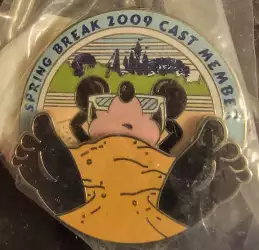 SPRING BREAK 2009 CAST MEMBER